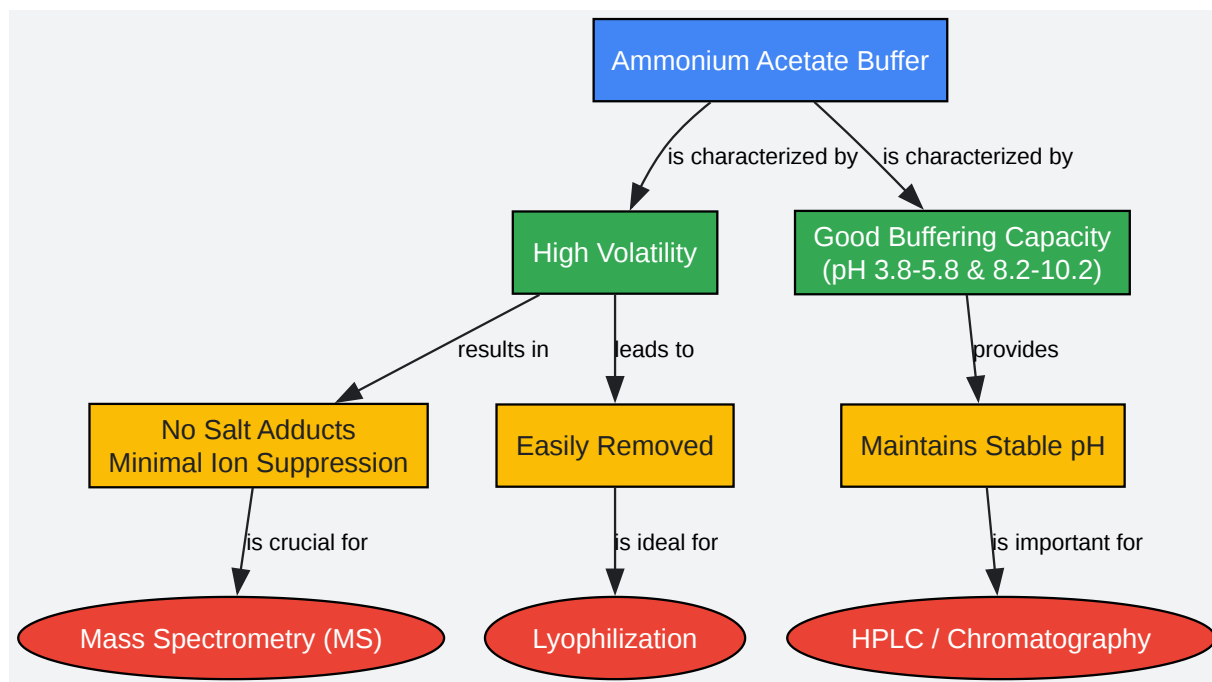 Ammonium Acetate Buffer
is characterized by
is characterized by
High Volatility
Good Buffering Capacity
(pH 3.8-5.8 & 8.2-10.2)
results in
leads to
provides
No Salt Adducts
Minimal Ion Suppression
Easily Removed
Maintains Stable pH
is crucial for
is ideal for
is important for
Mass Spectrometry (MS)
Lyophilization
HPLC / Chromatography